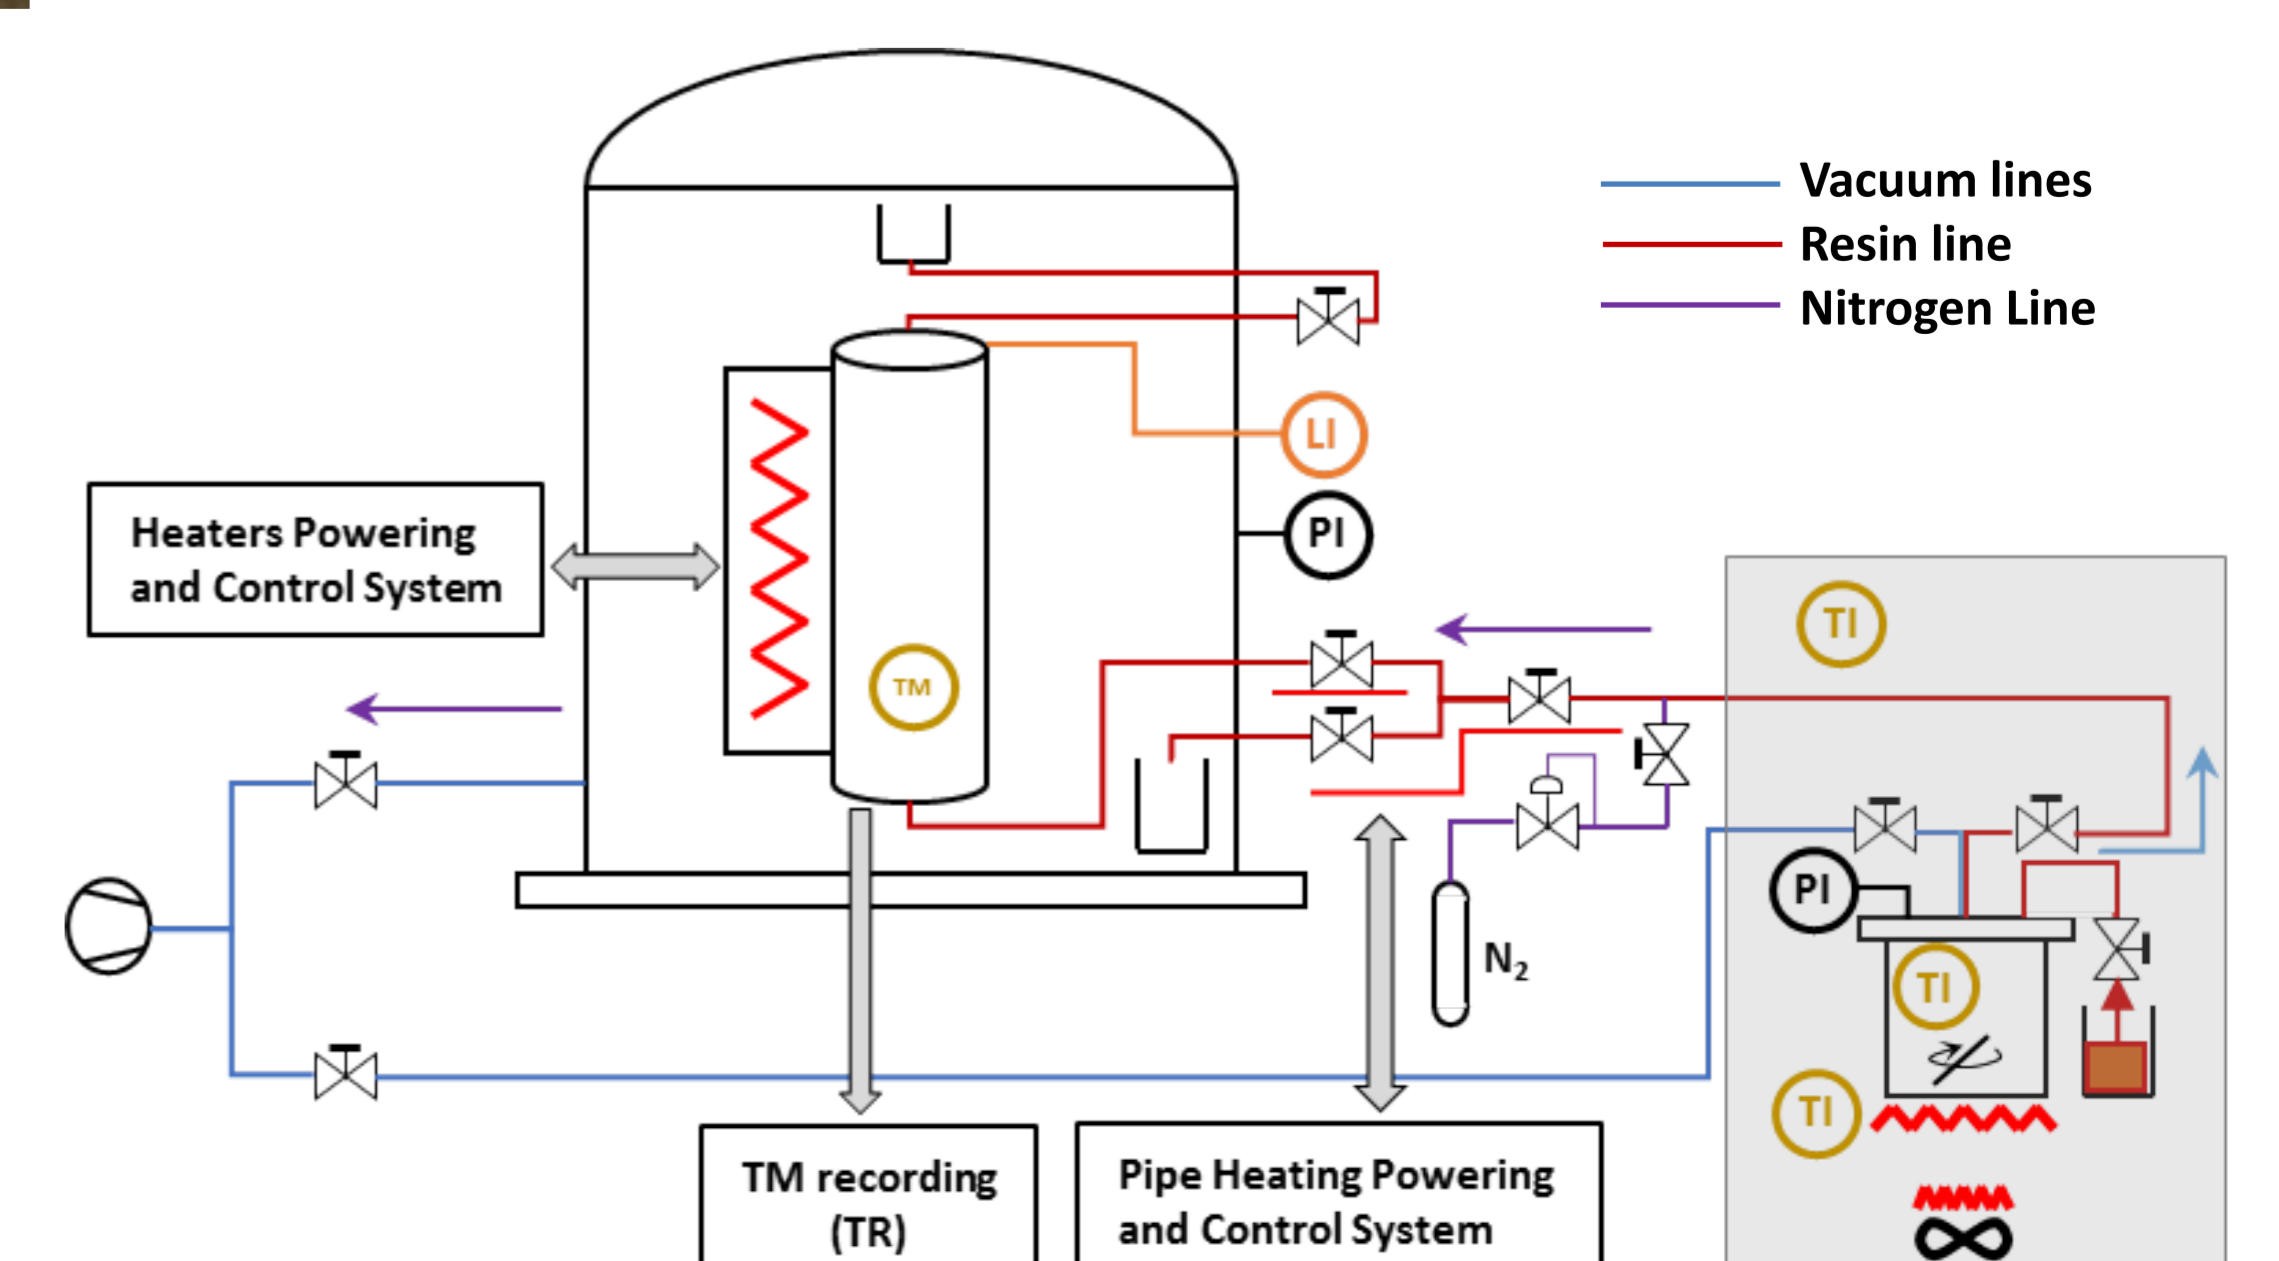 Vacuum lines
Resin line
Nitrogen Line
LI
PI
Heaters Powering
and Control System
TI
TM
PI
N₂
TI
TI
TM recording
(TR)
Pipe Heating Powering
and Control System